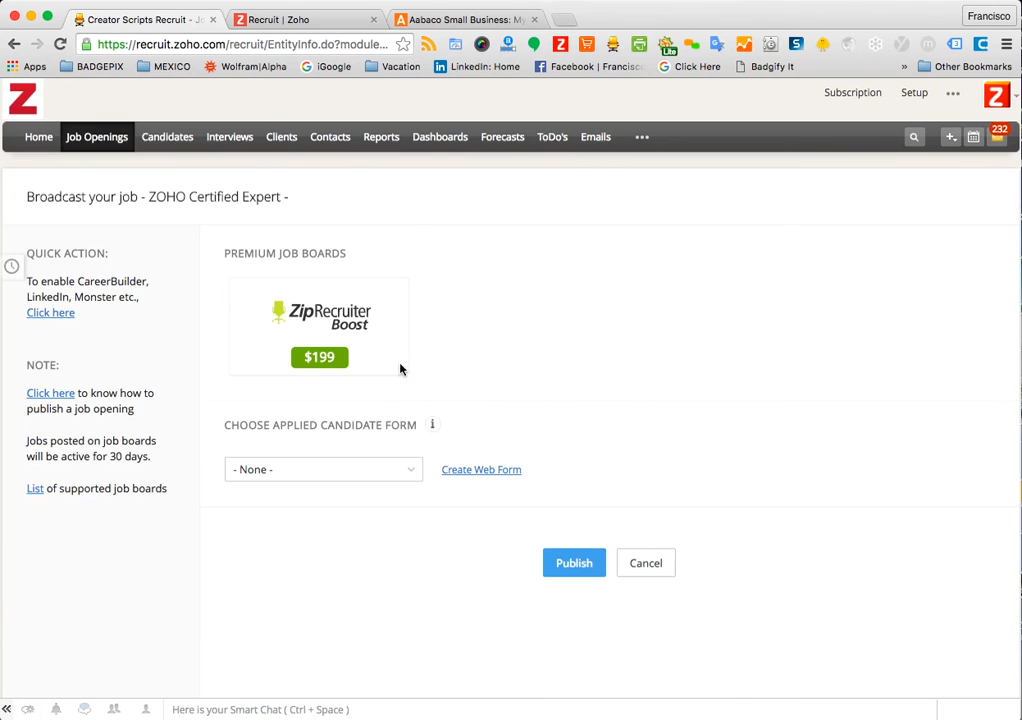 Francisco
Creator Scripts Recruit - Jo
Recruit | Zoho
Aabaco Small Business: My
https://recruit.zoho.com/recruit/EntityInfo.do?module...
Apps
BADGEPIX
MEXICO
Wolfram|Alpha
iGoogle
Vacation
LinkedIn: Home
Facebook | Francisc
Click Here
Badgify It
»
Other Bookmarks
Z
Subscription
Setup
Z
Home
Job Openings
Candidates
Interviews
Clients
Contacts
Reports
Dashboards
Forecasts
ToDo's
Emails
232
Broadcast your job - ZOHO Certified Expert -
QUICK ACTION:
To enable CareerBuilder,
LinkedIn, Monster etc.,
Click here
NOTE:
Click here to know how to
publish a job opening
Jobs posted on job boards
will be active for 30 days.
List of supported job boards
PREMIUM JOB BOARDS
ZipRecruiter
Boost
$199
CHOOSE APPLIED CANDIDATE FORM
- None -
Create Web Form
Publish
Cancel
Here is your Smart Chat ( Ctrl + Space )